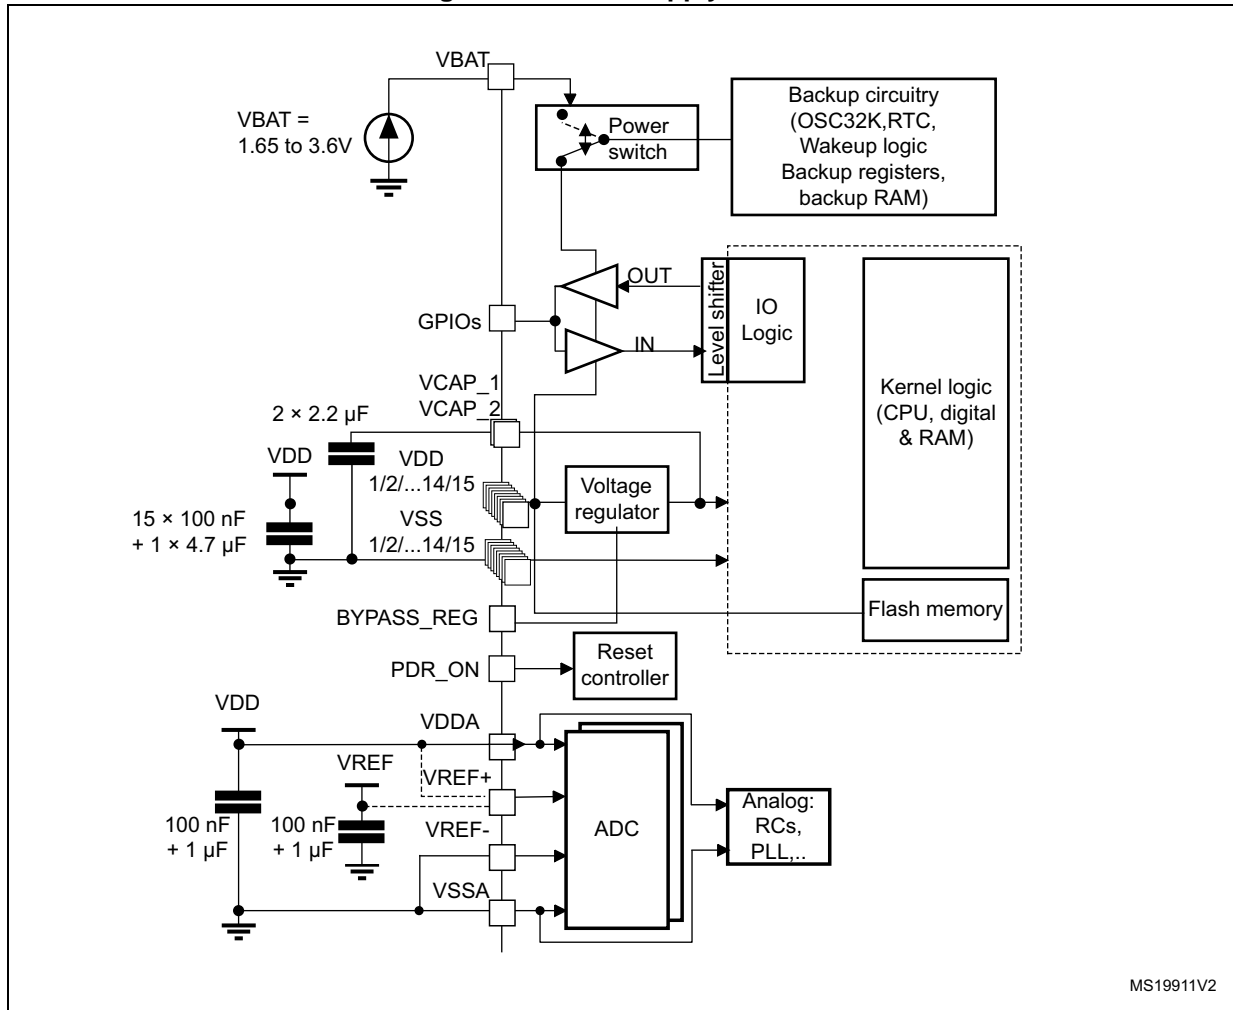 VBAT
VBAT =
1.65 to 3.6V
Power
switch
Backup circuitry
(OSC32K,RTC,
Wakeup logic
Backup registers,
backup RAM)
OUT
Level shifter
IO
Logic
GPIOs
IN
Kernel logic
(CPU, digital
& RAM)
VCAP_1
VCAP_2
2 × 2.2 µF
VDD
VDD
1/2/...14/15
Voltage
regulator
15 × 100 nF
+ 1 × 4.7 µF
VSS
1/2/...14/15
Flash memory
BYPASS_REG
PDR_ON
Reset
controller
VDD
VDDA
VREF
VREF+
100 nF
+ 1 µF
100 nF
+ 1 µF
VREF-
ADC
Analog:
RCs,
PLL,..
VSSA
MS19911V2